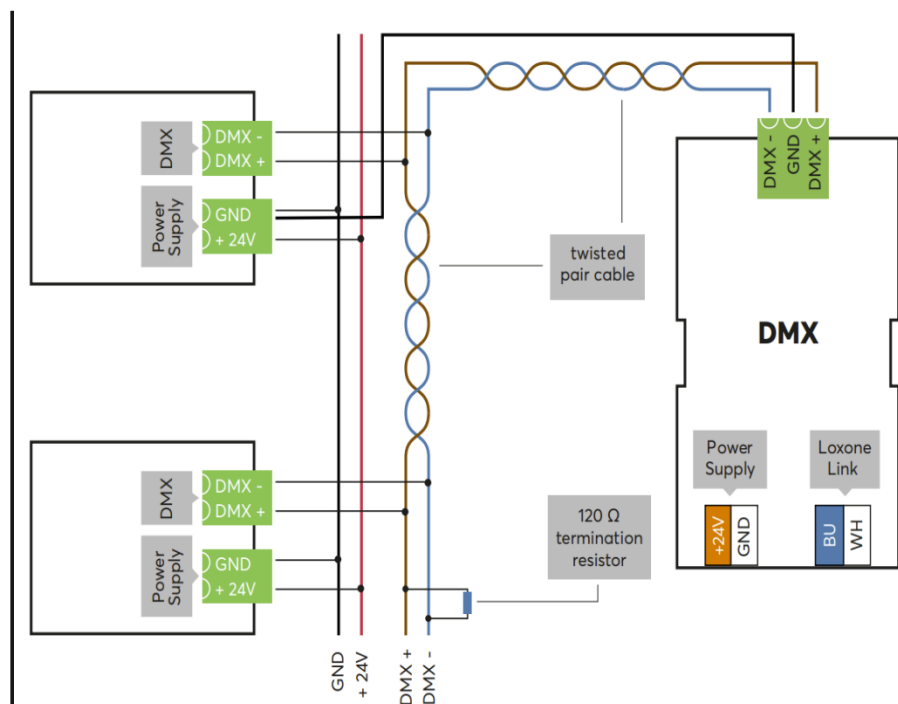 DMX
DMX -
DMX +
Power
Supply
GND
+ 24V
DMX -
GND
DMX +
twisted
pair cable
DMX
Power
Supply
Loxone
Link
+24V
GND
BU
WH
DMX
DMX -
DMX +
Power
Supply
GND
+ 24V
120 Ω
termination
resistor
GND
+ 24V
DMX +
DMX -